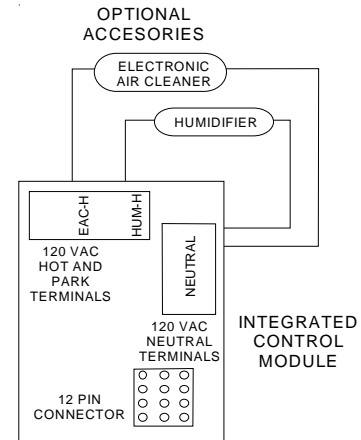 OPTIONAL
ACCESORIES
ELECTRONIC
AIR CLEANER
HUMIDIFIER
EAC-H
HUM-H
120 VAC
HOT AND
PARK
TERMINALS
NEUTRAL
120 VAC
NEUTRAL
TERMINALS
INTEGRATED
CONTROL
MODULE
12 PIN
CONNECTOR